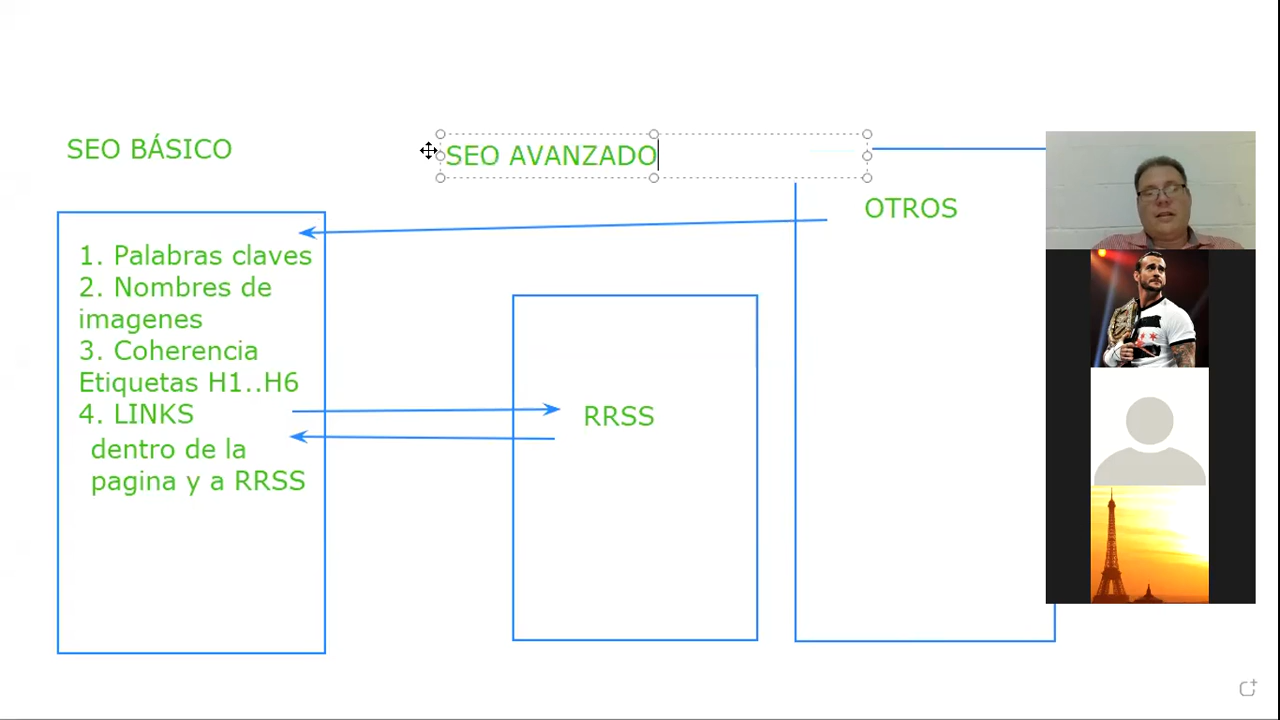 SEO BÁSICO
SEO AVANZADO
OTROS
1. Palabras claves
2. Nombres de
imagenes
3. Coherencia
Etiquetas H1..H6
4. LINKS
dentro de la
pagina y a RRSS
RRSS